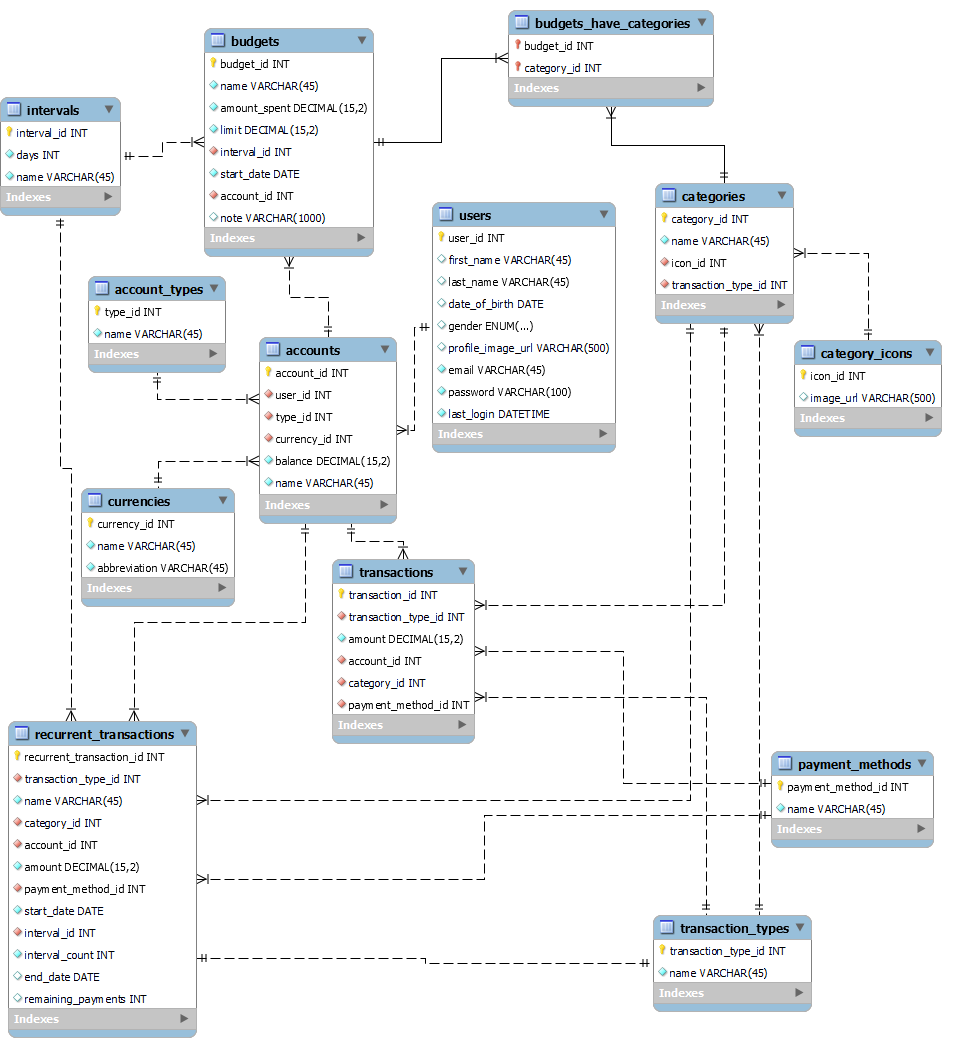 budgets_have_categories
budget_id INT
category_id INT
Indexes
budgets
budget_id INT
name VARCHAR(45)
amount_spent DECIMAL(15,2)
limit DECIMAL(15,2)
interval_id INT
start_date DATE
account_id INT
note VARCHAR(1000)
Indexes
intervals
interval_id INT
days INT
name VARCHAR(45)
Indexes
categories
category_id INT
name VARCHAR(45)
icon_id INT
transaction_type_id INT
Indexes
users
user_id INT
first_name VARCHAR(45)
last_name VARCHAR(45)
date_of_birth DATE
gender ENUM(...)
profile_image_url VARCHAR(500)
email VARCHAR(45)
password VARCHAR(100)
last_login DATETIME
Indexes
account_types
type_id INT
name VARCHAR(45)
Indexes
accounts
account_id INT
user_id INT
type_id INT
currency_id INT
balance DECIMAL(15,2)
name VARCHAR(45)
Indexes
category_icons
icon_id INT
image_url VARCHAR(500)
Indexes
currencies
currency_id INT
name VARCHAR(45)
abbreviation VARCHAR(45)
Indexes
transactions
transaction_id INT
transaction_type_id INT
amount DECIMAL(15,2)
account_id INT
category_id INT
payment_method_id INT
Indexes
recurrent_transactions
recurrent_transaction_id INT
transaction_type_id INT
name VARCHAR(45)
category_id INT
account_id INT
amount DECIMAL(15,2)
payment_method_id INT
start_date DATE
interval_id INT
interval_count INT
end_date DATE
remaining_payments INT
Indexes
payment_methods
payment_method_id INT
name VARCHAR(45)
Indexes
transaction_types
transaction_type_id INT
name VARCHAR(45)
Indexes